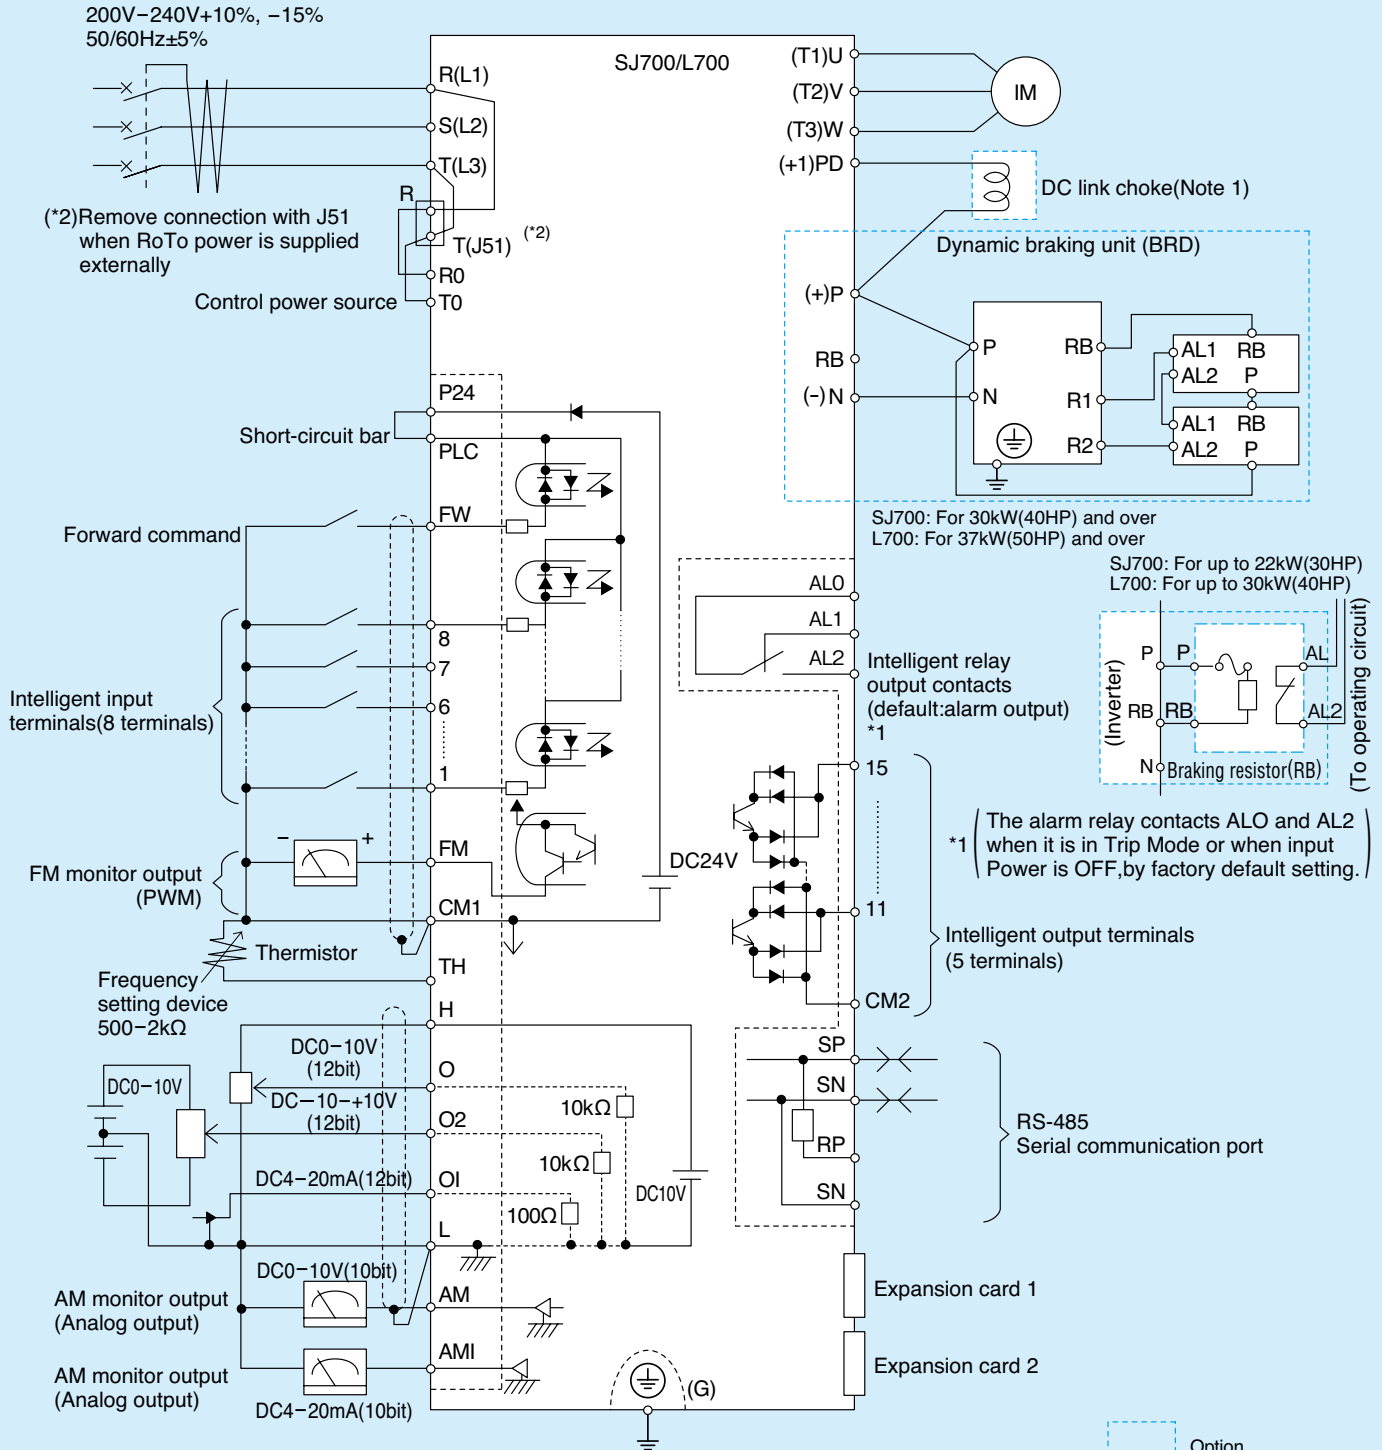 200V−240V+10%, −15%
50/60Hz±5%
SJ700/L700
R(L1)
S(L2)
T(L3)
R
T(J51)
(*2)
R0
T0
(*2)Remove connection with J51
when RoTo power is supplied
externally
Control power source
(T1)U
(T2)V
(T3)W
IM
(+1)PD
DC link choke(Note 1)
Dynamic braking unit (BRD)
(+)P
RB
(−)N
P
N
RB
R1
R2
AL1 RB
AL2 P
AL1 RB
AL2 P
SJ700: For 30kW(40HP) and over
L700: For 37kW(50HP) and over
SJ700: For up to 22kW(30HP)
L700: For up to 30kW(40HP)
(Inverter)
P
P
RB
RB
N
AL
AL2
Braking resistor(RB)
(To operating circuit)
P24
Short-circuit bar
PLC
Forward command
FW
8
7
6
1
Intelligent input
terminals(8 terminals)
FM monitor output
(PWM)
−
+
FM
DC24V
CM1
Thermistor
TH
Frequency
setting device
500−2kΩ
H
DC0−10V
(12bit)
O
DC0−10V
DC−10−+10V
(12bit)
O2
DC4−20mA(12bit)
OI
L
10kΩ
10kΩ
100Ω
DC10V
DC0−10V(10bit)
AM monitor output
(Analog output)
AM
AM monitor output
(Analog output)
AMI
DC4−20mA(10bit)
(G)
ALO
AL1
AL2
Intelligent relay
output contacts
(default:alarm output)
*1
*1
The alarm relay contacts ALO and AL2
when it is in Trip Mode or when input
Power is OFF,by factory default setting.
15
11
CM2
Intelligent output terminals
(5 terminals)
SP
SN
RP
SN
RS-485
Serial communication port
Expansion card 1
Expansion card 2
Option